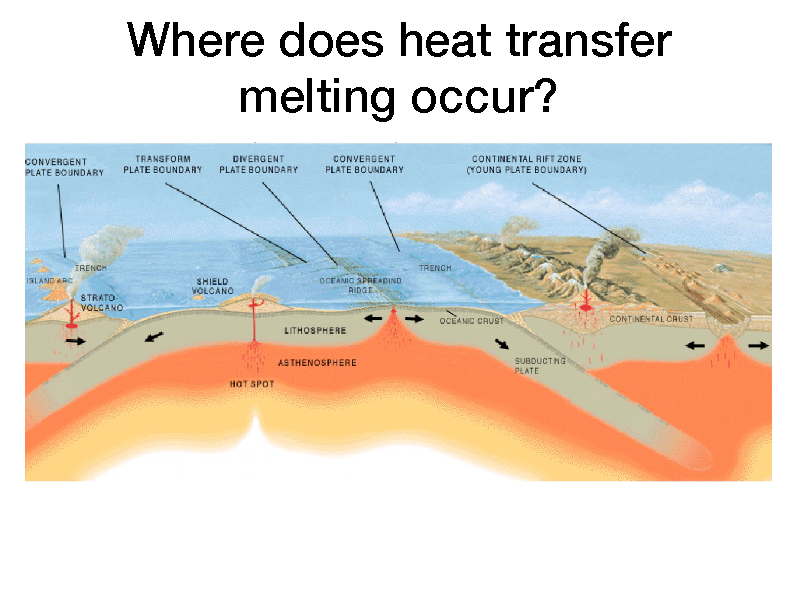 Where does heat transfer
melting occur?
CONVERGENT
PLATE BOUNDARY
TRANSFORM
PLATE BOUNDARY
DIVERGENT
PLATE BOUNDARY
CONVERGENT
PLATE BOUNDARY
CONTINENTAL RIFT ZONE
(YOUNG PLATE BOUNDARY)
TRENCH
ISLAND ARC
STRATO-
VOLCANO
SHIELD
VOLCANO
OCEANIC SPREADING
RIDGE
TRENCH
LITHOSPHERE
OCEANIC CRUST
CONTINENTAL CRUST
ASTHENOSPHERE
SUBDUCTING
PLATE
HOT SPOT